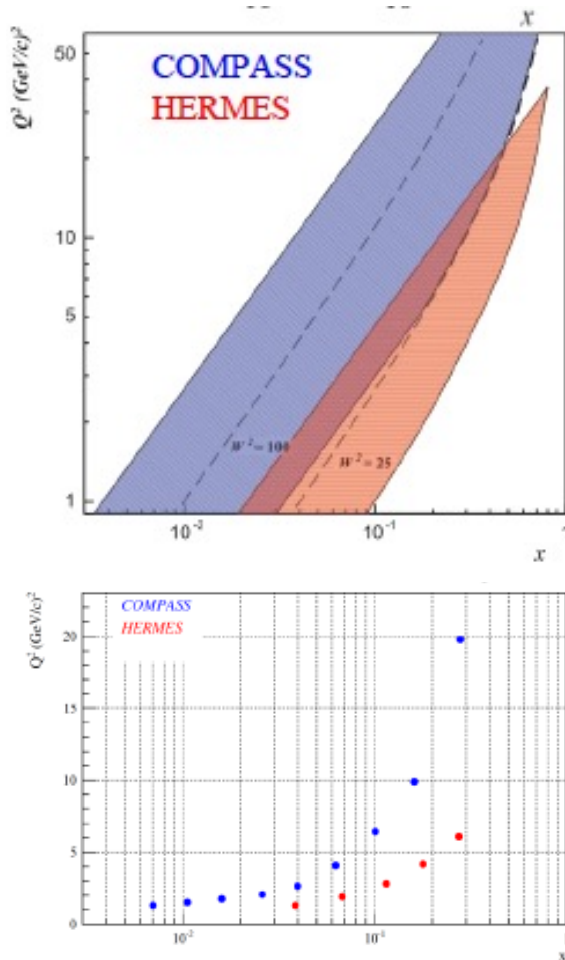 x
Q² (GeV/c)²
COMPASS
HERMES
50
10
5
1
W² = 100
W² = 25
10⁻² 10⁻¹ 1
x
COMPASS
HERMES
Q² (GeV/c)²
20
15
10
5
0
10⁻² 10⁻¹
x